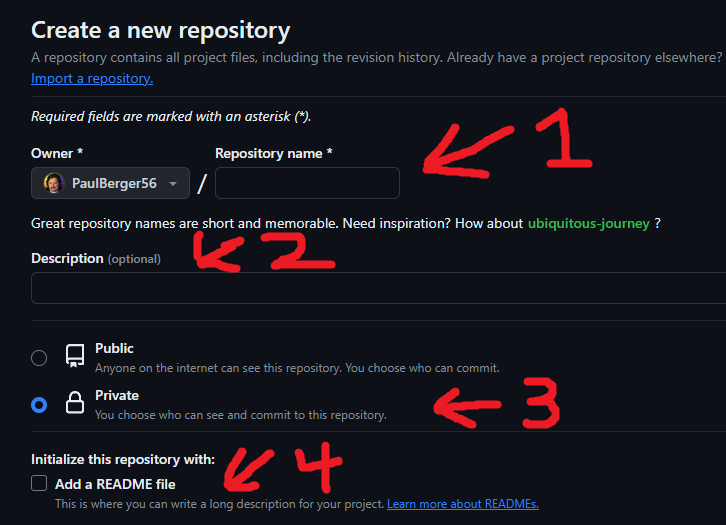 Create a new repository
A repository contains all project files, including the revision history. Already have a project repository elsewhere?
Import a repository.
Required fields are marked with an asterisk (*).
1
Owner * Repository name *
PaulBerger56 /
Great repository names are short and memorable. Need inspiration? How about ubiquitous-journey ?
2
Description (optional)
Public
Anyone on the internet can see this repository. You choose who can commit.
Private
3
You choose who can see and commit to this repository.
Initialize this repository with:
4
Add a README file
This is where you can write a long description for your project. Learn more about READMEs.